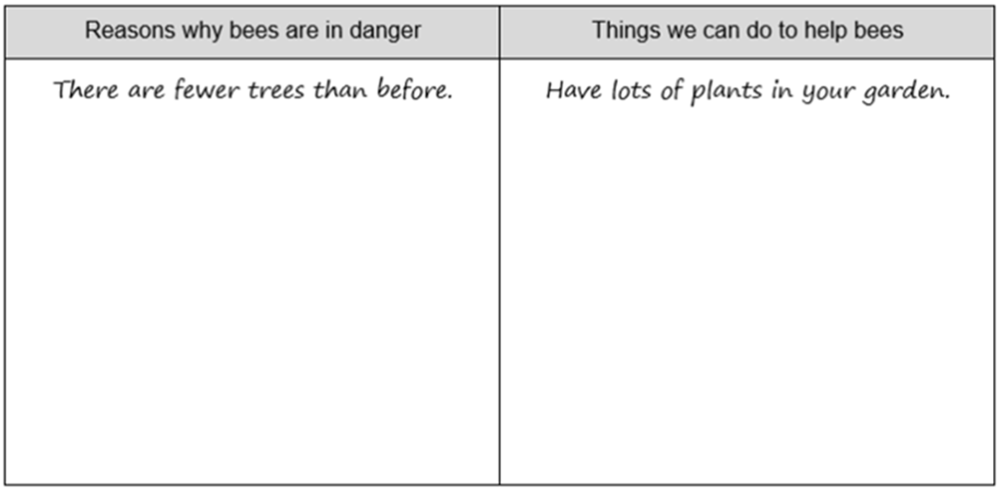 Reasons why bees are in danger
Things we can do to help bees
There are fewer trees than before.
Have lots of plants in your garden.